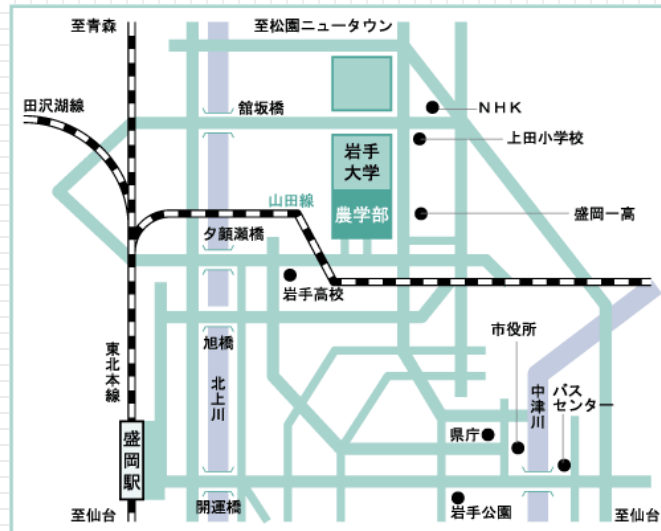 至青森
至松園ニュータウン
田沢湖線
舘坂橋
NHK
上田小学校
岩手
大学
山田線
農学部
盛岡一高
夕顔瀬橋
岩手高校
市役所
旭橋
東北本線
北上川
中津川
バス
センター
県庁
盛岡駅
岩手公園
至仙台
開運橋
至仙台